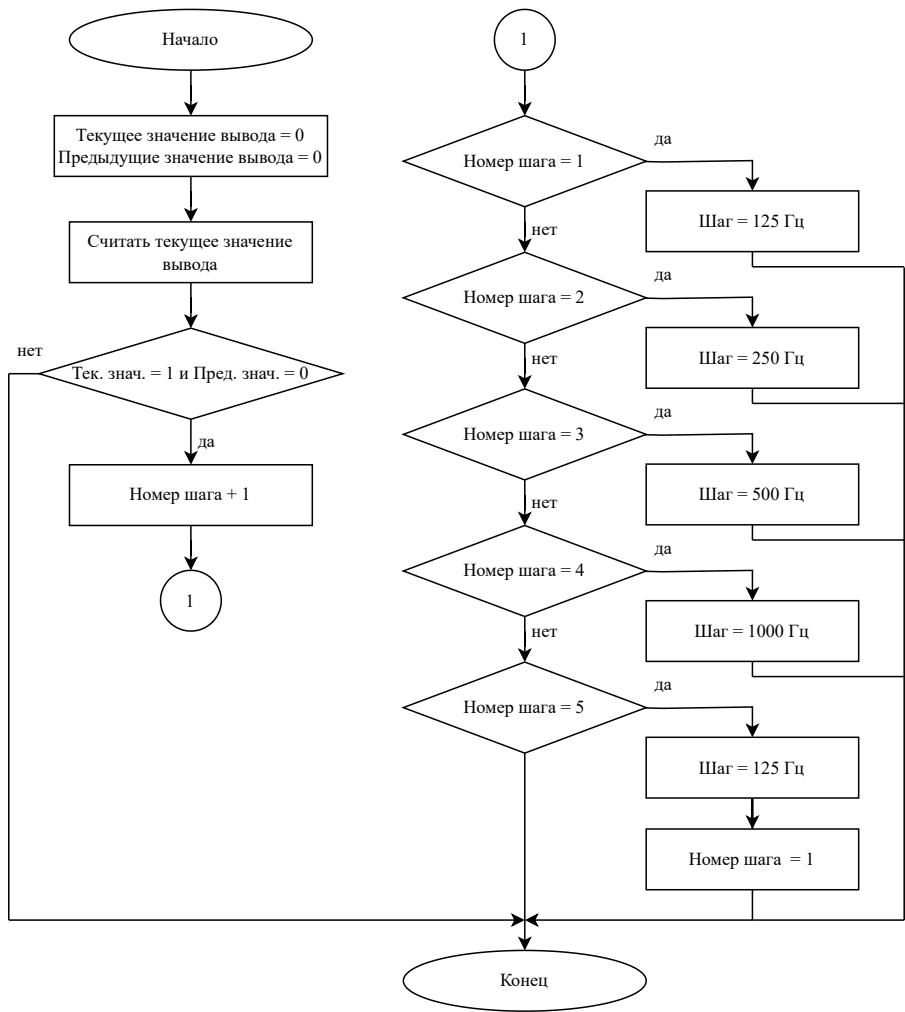 Начало
Текущее значение вывода = 0
Предыдущие значение вывода = 0
Считать текущее значение
вывода
нет
Тек. знач. = 1 и Пред. знач. = 0
да
Номер шага + 1
1
1
Номер шага = 1
да
Шаг = 125 Гц
нет
Номер шага = 2
да
Шаг = 250 Гц
нет
Номер шага = 3
да
Шаг = 500 Гц
нет
Номер шага = 4
да
Шаг = 1000 Гц
нет
Номер шага = 5
да
Шаг = 125 Гц
Номер шага = 1
Конец